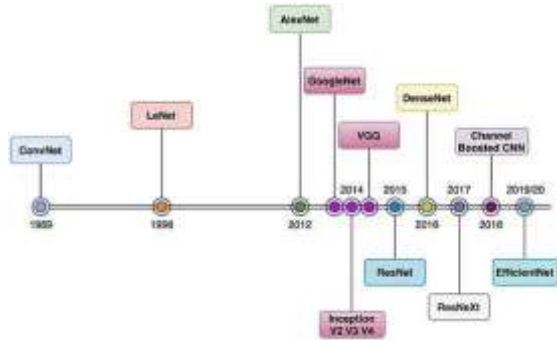 AlexNet
GoogleNet
DenseNet
LeNet
VGG
Channel
Boosted CNN
ConvNet
2014
2015
2017
2019/20
1989
1998
2012
2016
2018
ResNet
EfficientNet
ResNeXt
Inception
V2 V3 V4